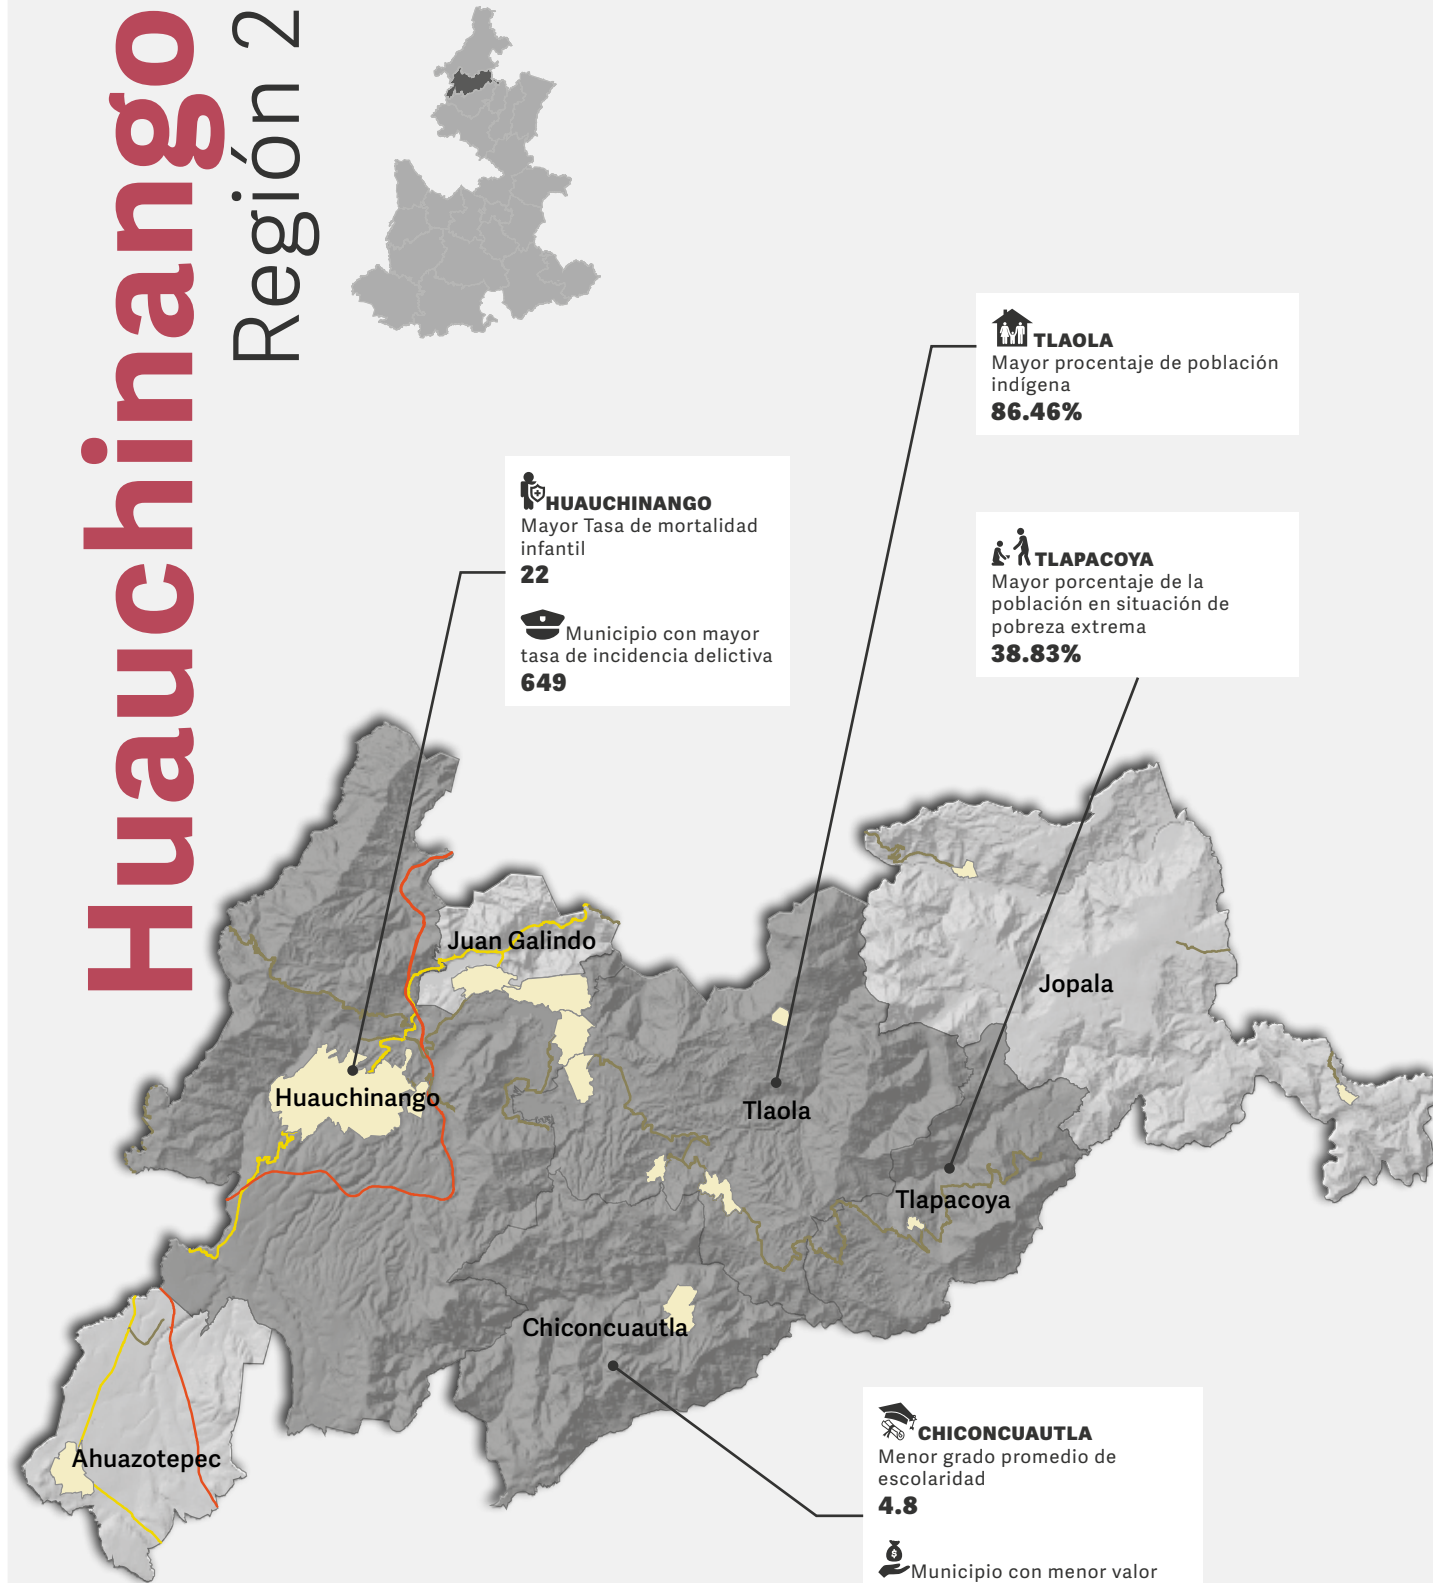 Huauchinango
Región 2
TLAOLA
Mayor procentaje de población
indígena
86.46%
HUAUCHINANGO
Mayor Tasa de mortalidad
infantil
22
Municipio con mayor
tasa de incidencia delictiva
649
TLAPACOYA
Mayor porcentaje de la
población en situación de
pobreza extrema
38.83%
Juan Galindo
Jopala
Huauchinango
Tlaola
Tlapacoya
Chiconcuautla
Ahuazotepec
CHICONCUAUTLA
Menor grado promedio de
escolaridad
4.8
Municipio con menor valor